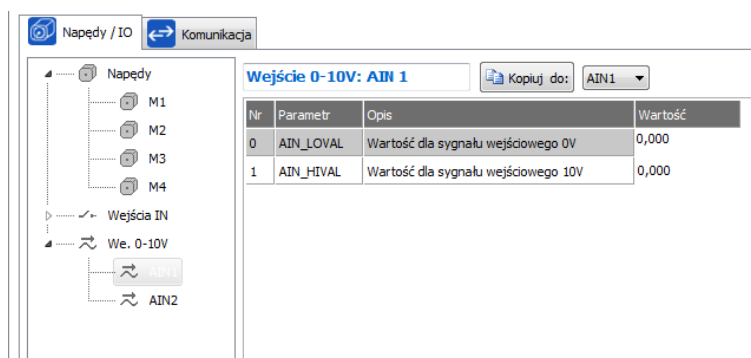 Napędy / IO Komunikacja
Napędy
M1
M2
M3
M4
Wejścia IN
We. 0-10V
AIN1
AIN2
Wejście 0-10V: AIN 1 Kopiuj do: AIN1
Nr Parametr Opis Wartość
0 AIN_LOVAL Wartość dla sygnału wejściowego 0V 0,000
1 AIN_HIVAL Wartość dla sygnału wejściowego 10V 0,000